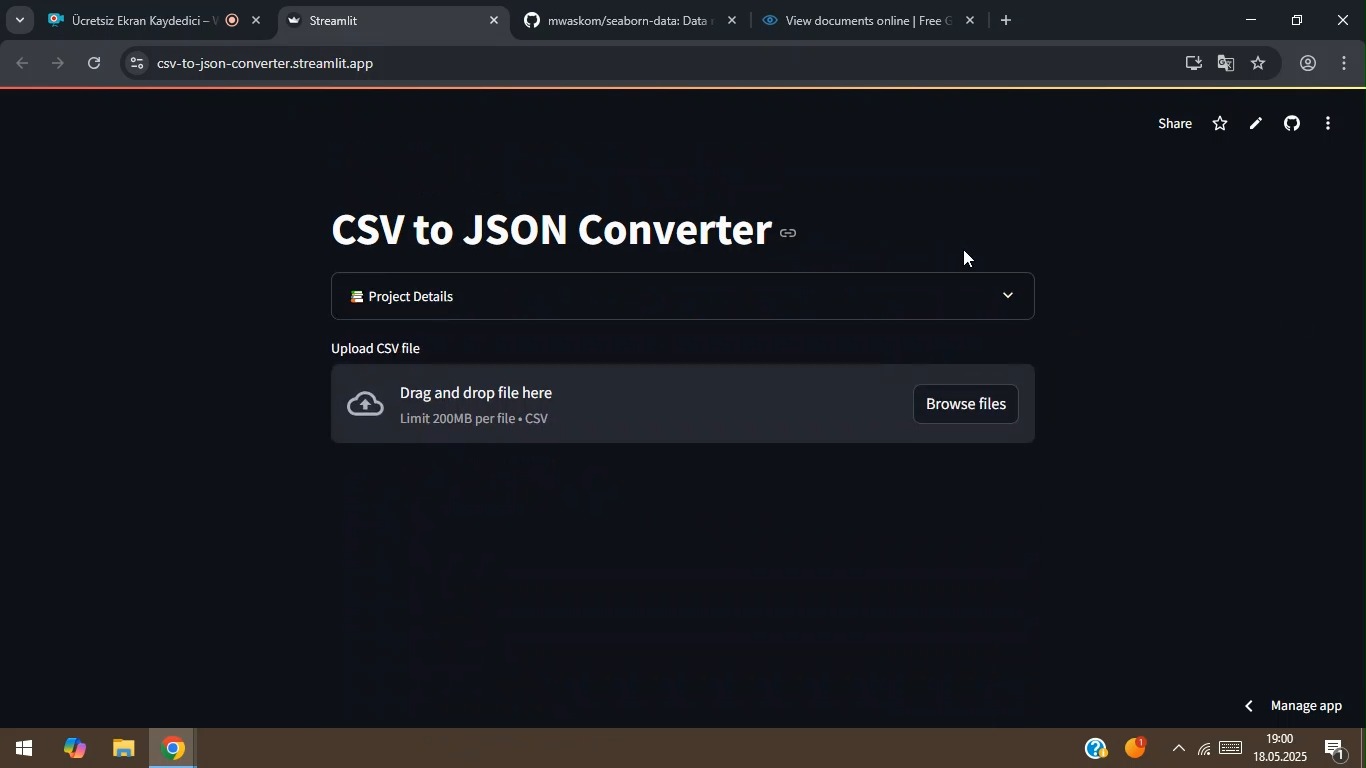 Ücretsiz Ekran Kaydedici –
Streamlit
mwaskom/seaborn-data: Data
View documents online | Free
csv-to-json-converter.streamlit.app
Share
CSV to JSON Converter
Project Details
Upload CSV file
Drag and drop file here
Limit 200MB per file • CSV
Browse files
Manage app
1
19:00
18.05.2025
1